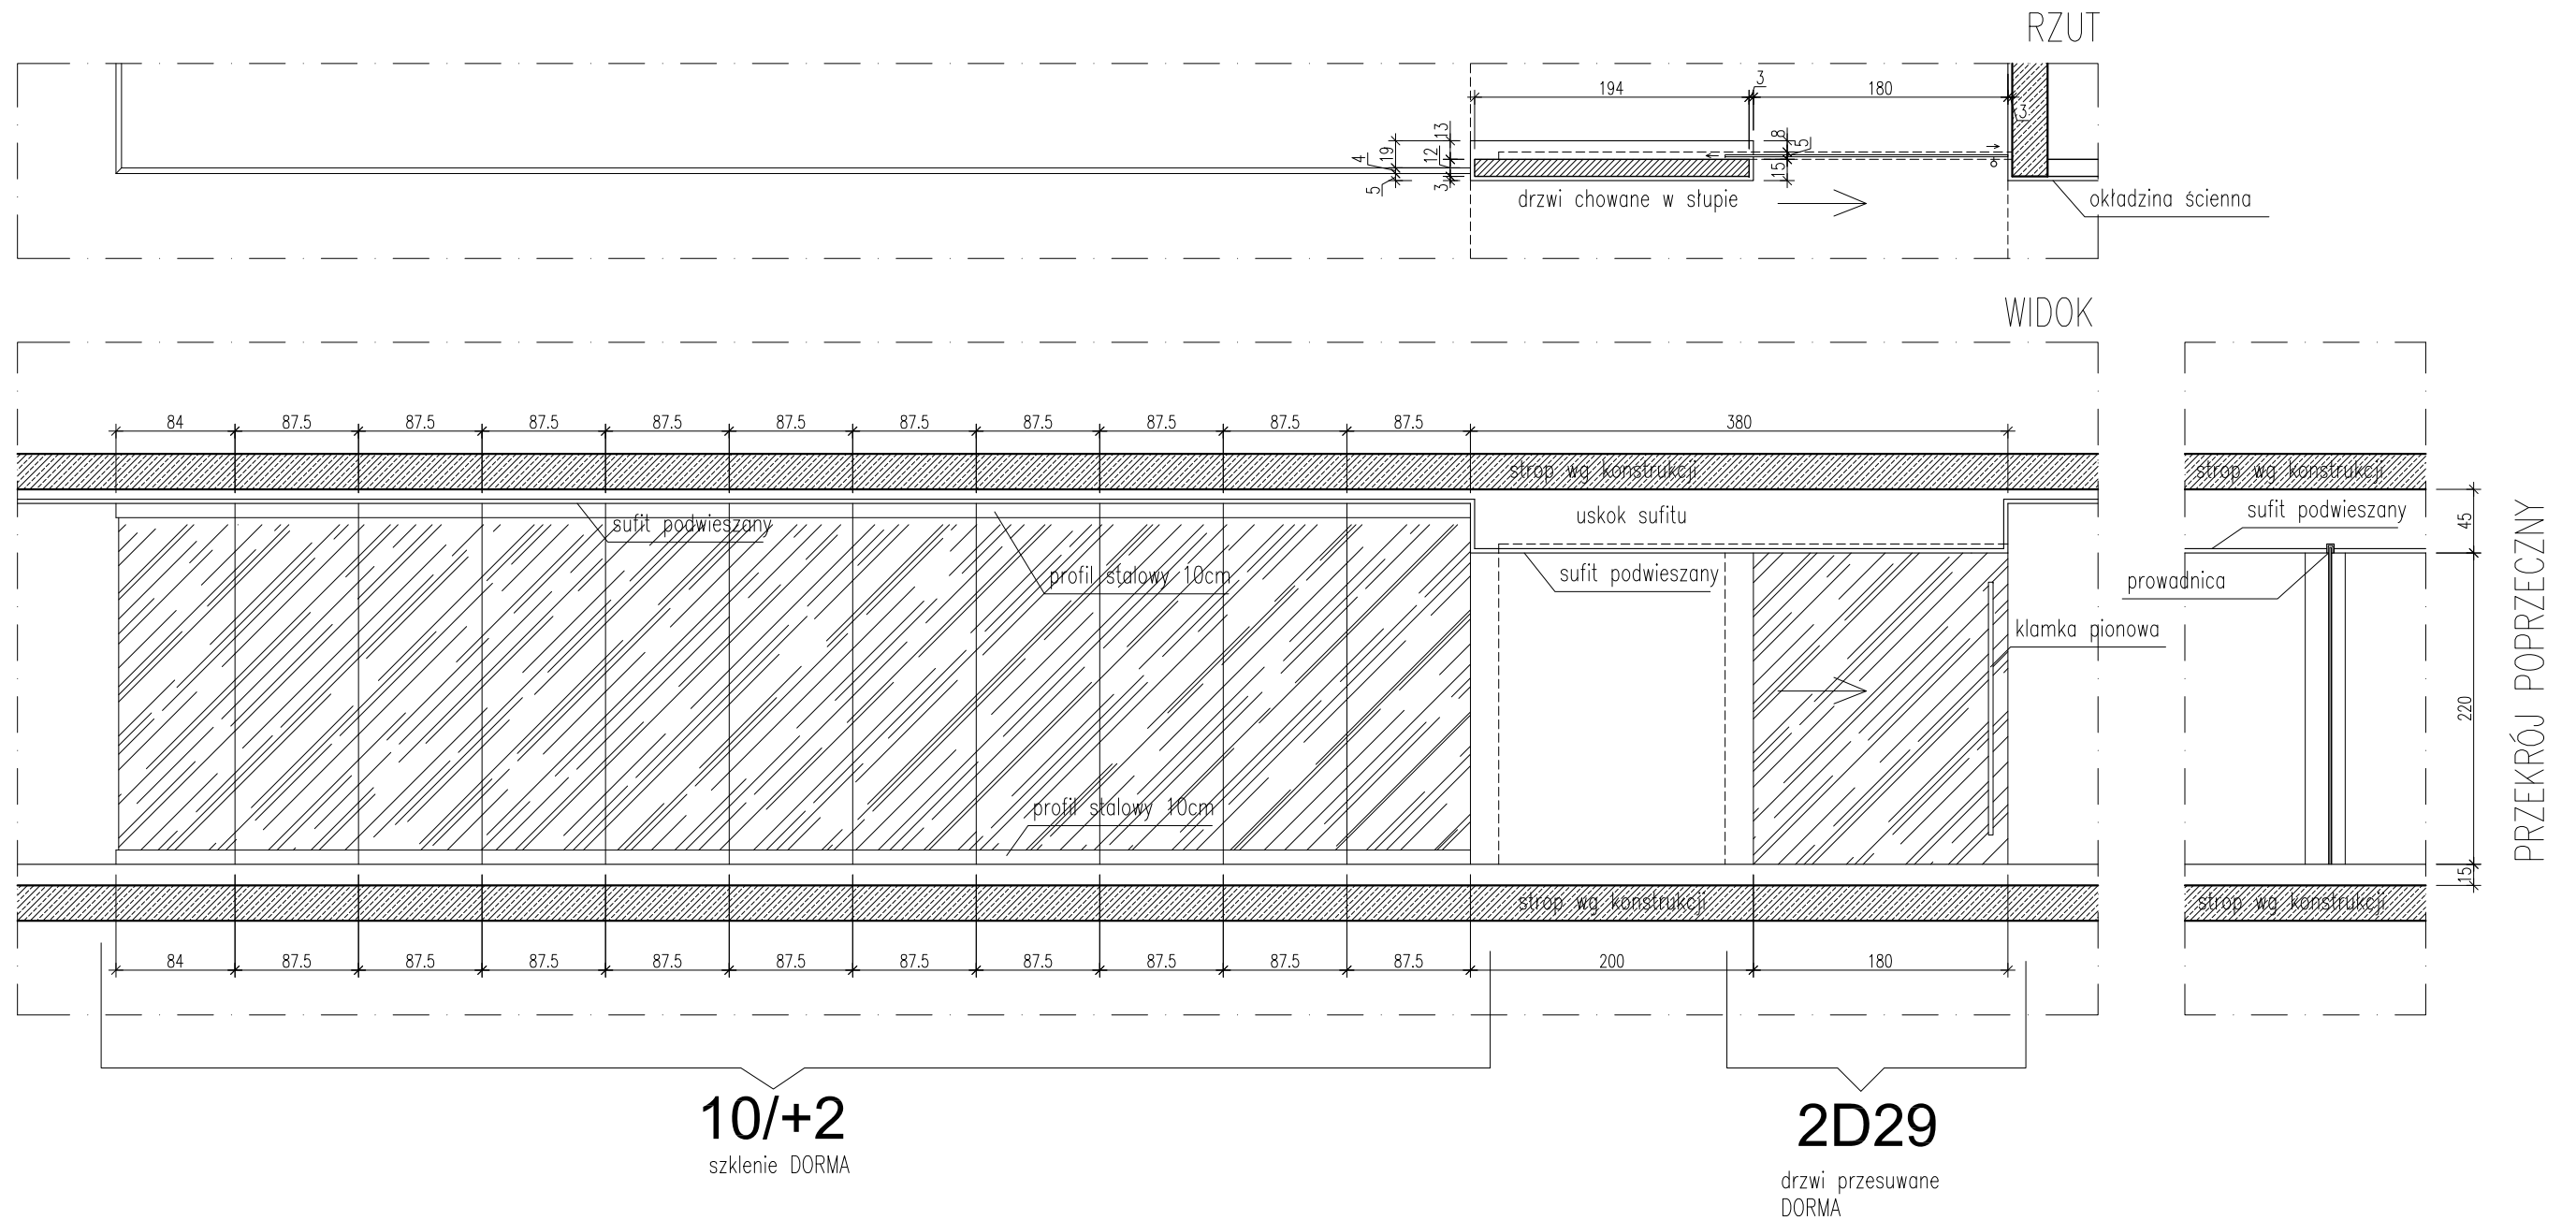 RZUT
194
3
180
3
4
19
13
12
5
3
8
5
15
drzwi chowane w słupie
okładzina ścienna
WIDOK
84 87.5 87.5 87.5 87.5 87.5 87.5 87.5 87.5 87.5 87.5 380
strop wg konstrukcji
strop wg konstrukcji
sufit podwieszany
uskok sufitu
sufit podwieszany
45
profil stalowy 10cm
sufit podwieszany
prowadnica
klamka pionowa
220
PRZEKRÓJ POPRZECZNY
profil stalowy 10cm
15
strop wg konstrukcji
strop wg konstrukcji
84 87.5 87.5 87.5 87.5 87.5 87.5 87.5 87.5 87.5 87.5 200 180
10/+2
szklenie DORMA
2D29
drzwi przesuwane
DORMA